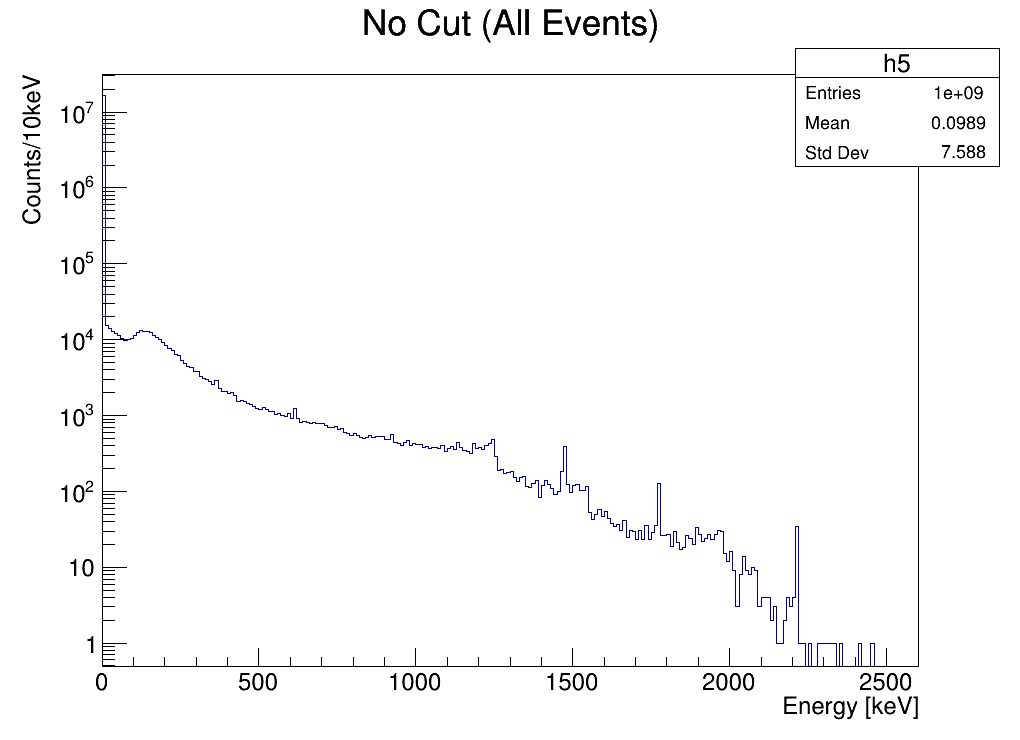 No Cut (All Events)
h5
Entries 1e+09
Mean 0.0989
Std Dev 7.588
Counts/10keV
10^7
10^6
10^5
10^4
10^3
10^2
10
1
0 500 1000 1500 2000 2500
Energy [keV]